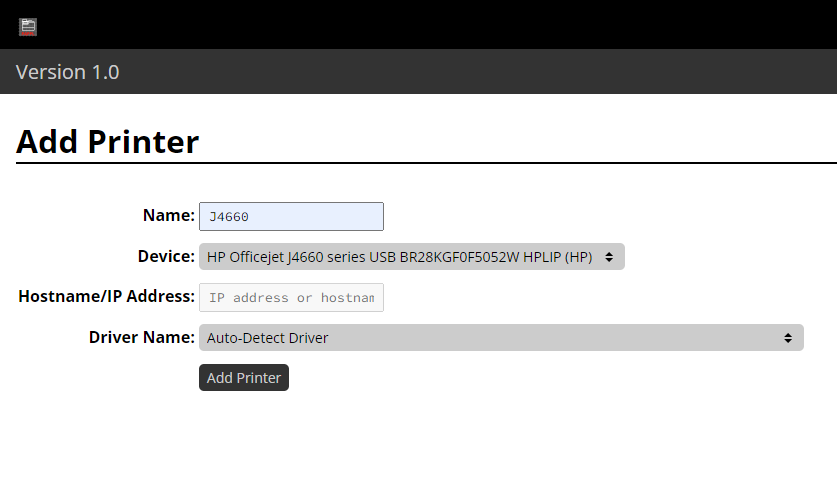 Version 1.0
Add Printer
Name: J4660
Device: HP Officejet J4660 series USB BR28KGF0F5052W HPLIP (HP)
Hostname/IP Address: IP address or hostnam
Driver Name: Auto-Detect Driver
Add Printer